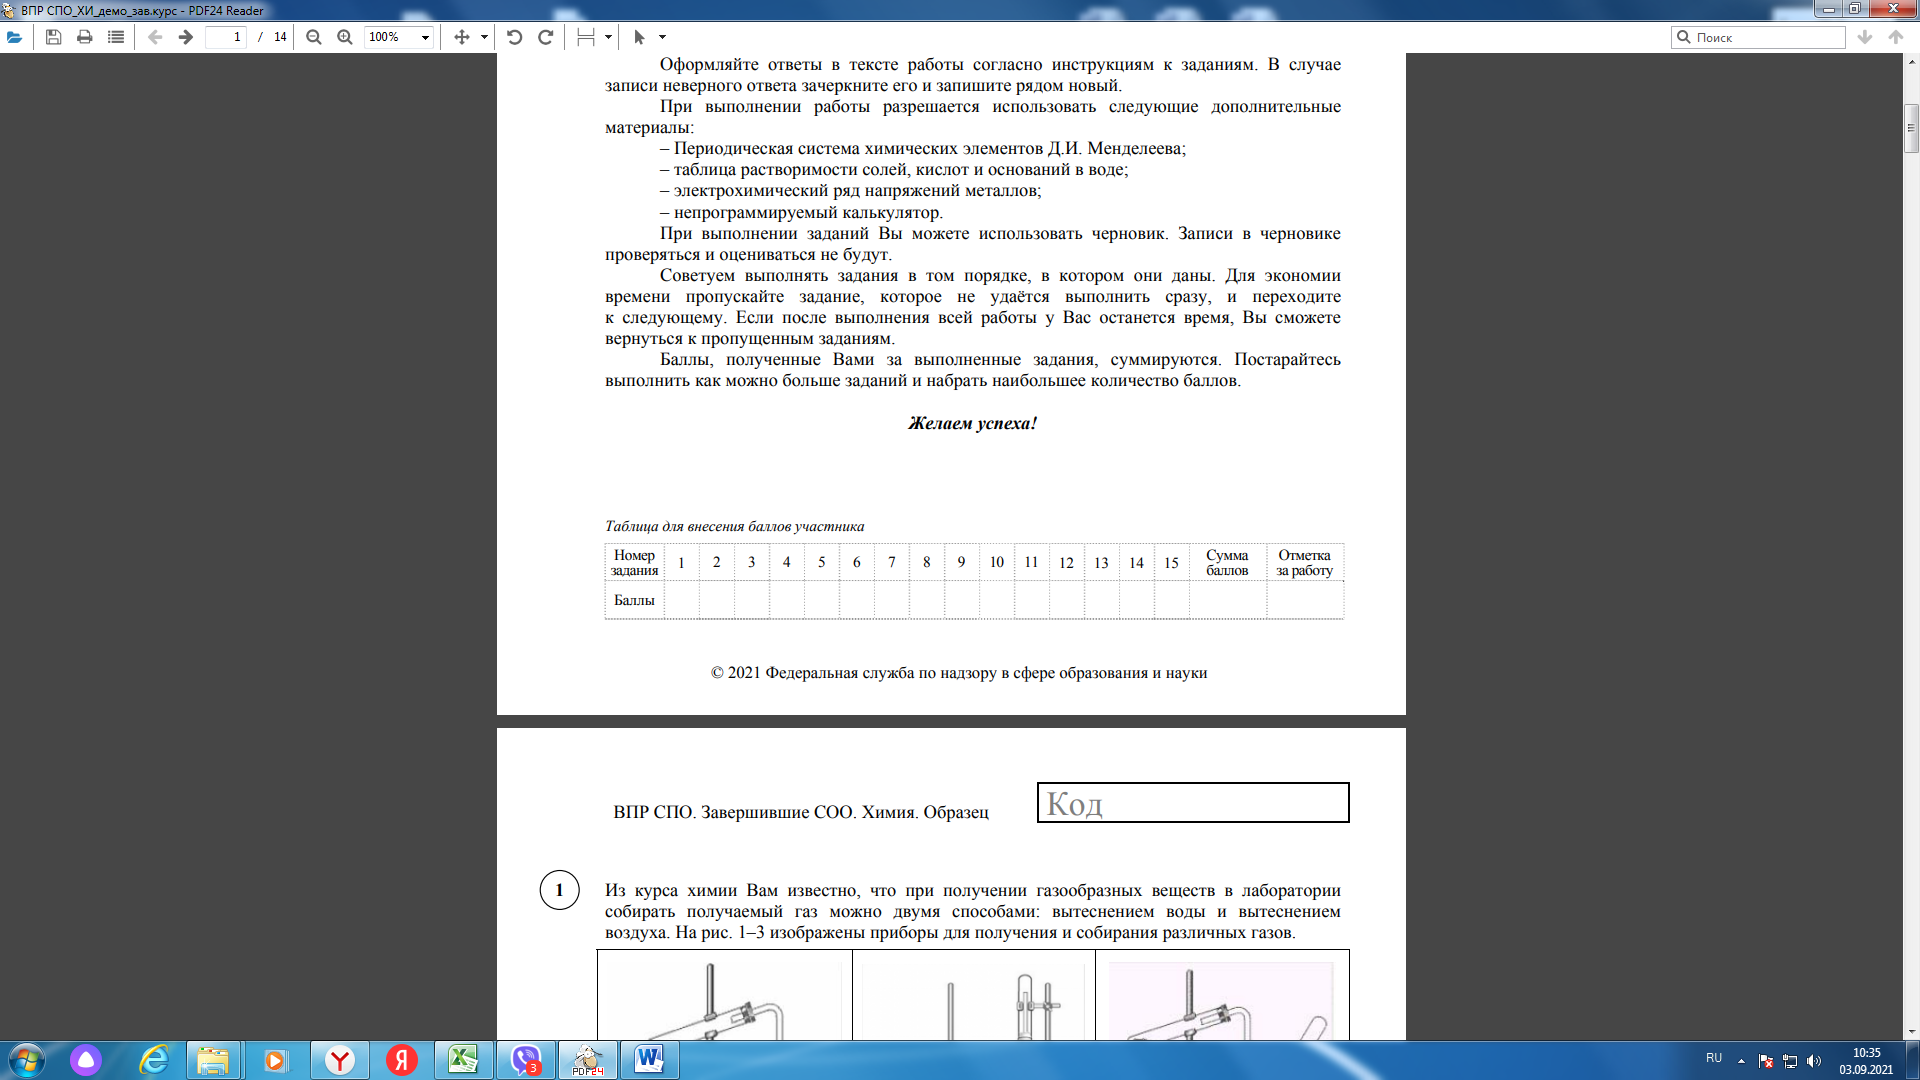 ВПР СПО_ХИ_демо_зав.курс - PDF24 Reader
1 / 14 100% Поиск
Оформляйте ответы в тексте работы согласно инструкциям к заданиям. В случае
записи неверного ответа зачеркните его и запишите рядом новый.
При выполнении работы разрешается использовать следующие дополнительные
материалы:
– Периодическая система химических элементов Д.И. Менделеева;
– таблица растворимости солей, кислот и оснований в воде;
– электрохимический ряд напряжений металлов;
– непрограммируемый калькулятор.
При выполнении заданий Вы можете использовать черновик. Записи в черновике
проверяться и оцениваться не будут.
Советуем выполнять задания в том порядке, в котором они даны. Для экономии
времени пропускайте задание, которое не удаётся выполнить сразу, и переходите
к следующему. Если после выполнения всей работы у Вас останется время, Вы сможете
вернуться к пропущенным заданиям.
Баллы, полученные Вами за выполненные задания, суммируются. Постарайтесь
выполнить как можно больше заданий и набрать наибольшее количество баллов.
Желаем успеха!
Таблица для внесения баллов участника
Номер задания 1 2 3 4 5 6 7 8 9 10 11 12 13 14 15 Сумма баллов Отметка за работу
Баллы
© 2021 Федеральная служба по надзору в сфере образования и науки
Код
ВПР СПО. Завершившие СОО. Химия. Образец
1 Из курса химии Вам известно, что при получении газообразных веществ в лаборатории
собирать получаемый газ можно двумя способами: вытеснением воды и вытеснением
воздуха. На рис. 1–3 изображены приборы для получения и собирания различных газов.
3
PDF24
RU
10:35
03.09.2021